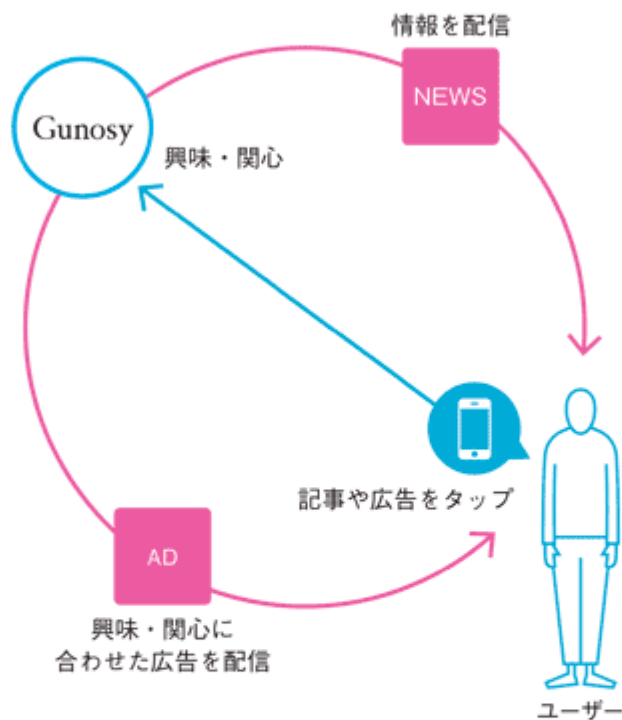 情報を配信
NEWS
Gunosy
興味・関心
記事や広告をタップ
AD
興味・関心に
合わせた広告を配信
ユーザー